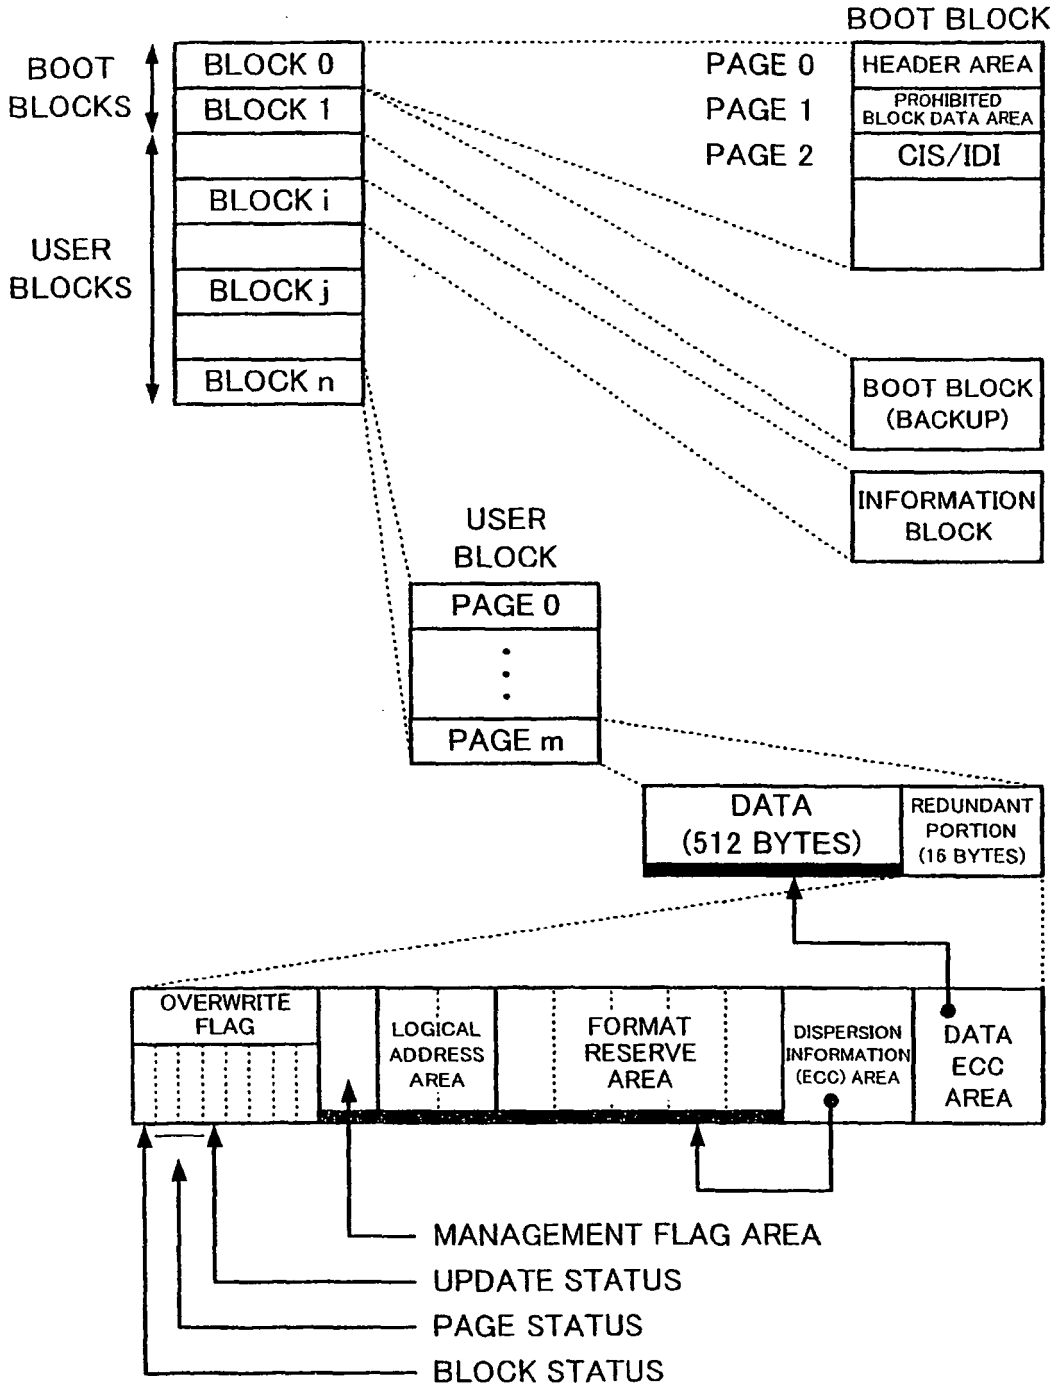 BOOT BLOCK
BOOT
BLOCKS
BLOCK 0
BLOCK 1
PAGE 0
HEADER AREA
PAGE 1
PROHIBITED
BLOCK DATA AREA
PAGE 2
CIS/IDI
USER
BLOCKS
BLOCK i
BLOCK j
BLOCK n
BOOT BLOCK
(BACKUP)
INFORMATION
BLOCK
USER
BLOCK
PAGE 0
PAGE m
DATA
(512 BYTES)
REDUNDANT
PORTION
(16 BYTES)
OVERWRITE
FLAG
LOGICAL
ADDRESS
AREA
FORMAT
RESERVE
AREA
DISPERSION
INFORMATION
(ECC) AREA
DATA
ECC
AREA
MANAGEMENT FLAG AREA
UPDATE STATUS
PAGE STATUS
BLOCK STATUS